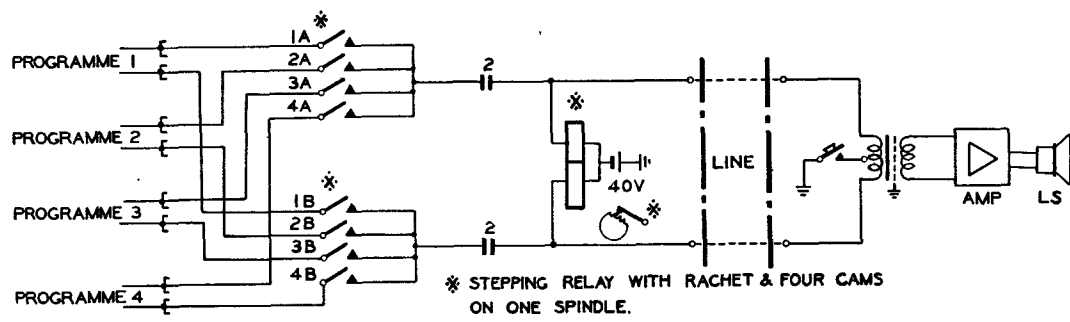 PROGRAMME 1
PROGRAMME 2
PROGRAMME 3
PROGRAMME 4
※
1A
2A
3A
4A
※
1B
2B
3B
4B
2
2
※
40V
※
LINE
AMP
LS
※ STEPPING RELAY WITH RACHET & FOUR CAMS
ON ONE SPINDLE.